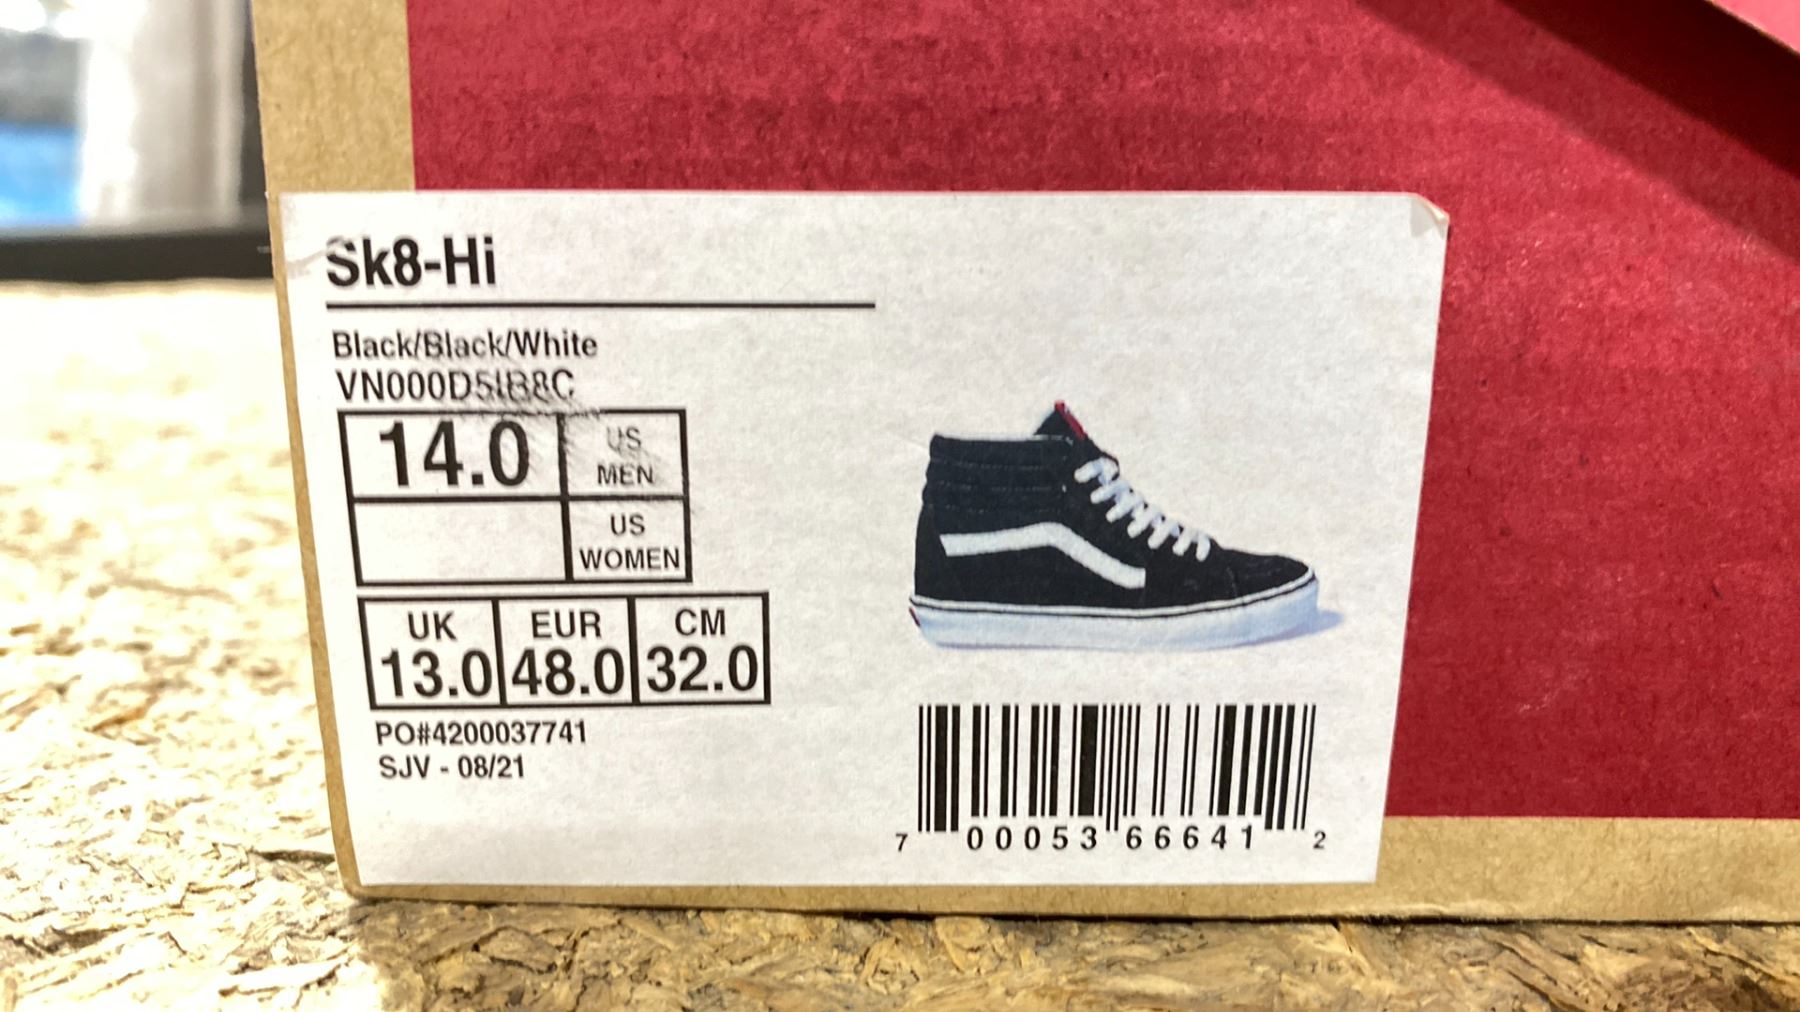 Sk8-Hi
Black/Black/White
VN000D5IB8C
14.0 US MEN
US WOMEN
UK EUR CM
13.0 48.0 32.0
PO#4200037741
SJV - 08/21
7 00053 66641 2